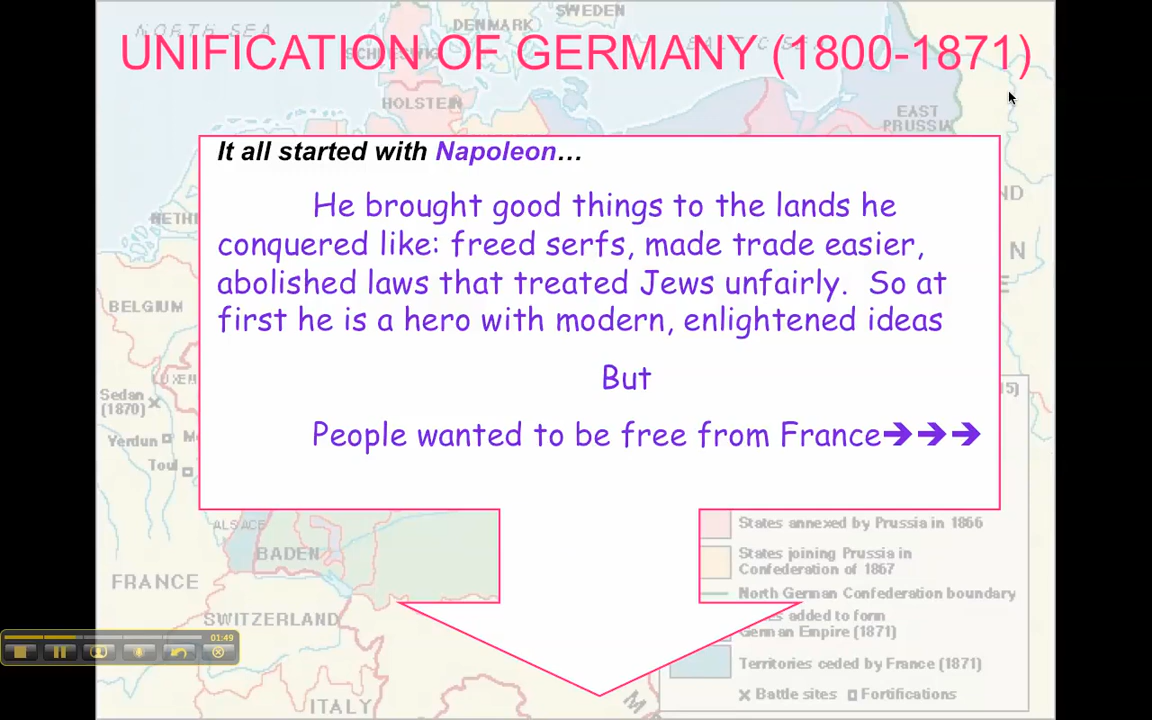 NORTH SEA
DENMARK
SWEDEN
UNIFICATION OF GERMANY (1800-1871)
HOLSTEIN
EAST
PRUSSIA
It all started with Napoleon...
He brought good things to the lands he
conquered like: freed serfs, made trade easier,
abolished laws that treated Jews unfairly. So at
first he is a hero with modern, enlightened ideas
But
People wanted to be free from France➔➔➔
BELGIUM
Sedan
(1870)
Verdun
Toul
ALSACE
BADEN
FRANCE
SWITZERLAND
ITALY
States annexed by Prussia in 1866
States joining Prussia in
Confederation of 1867
North German Confederation boundary
added to form
German Empire (1871)
Territories ceded by France (1871)
Battle sites
Fortifications
01:49